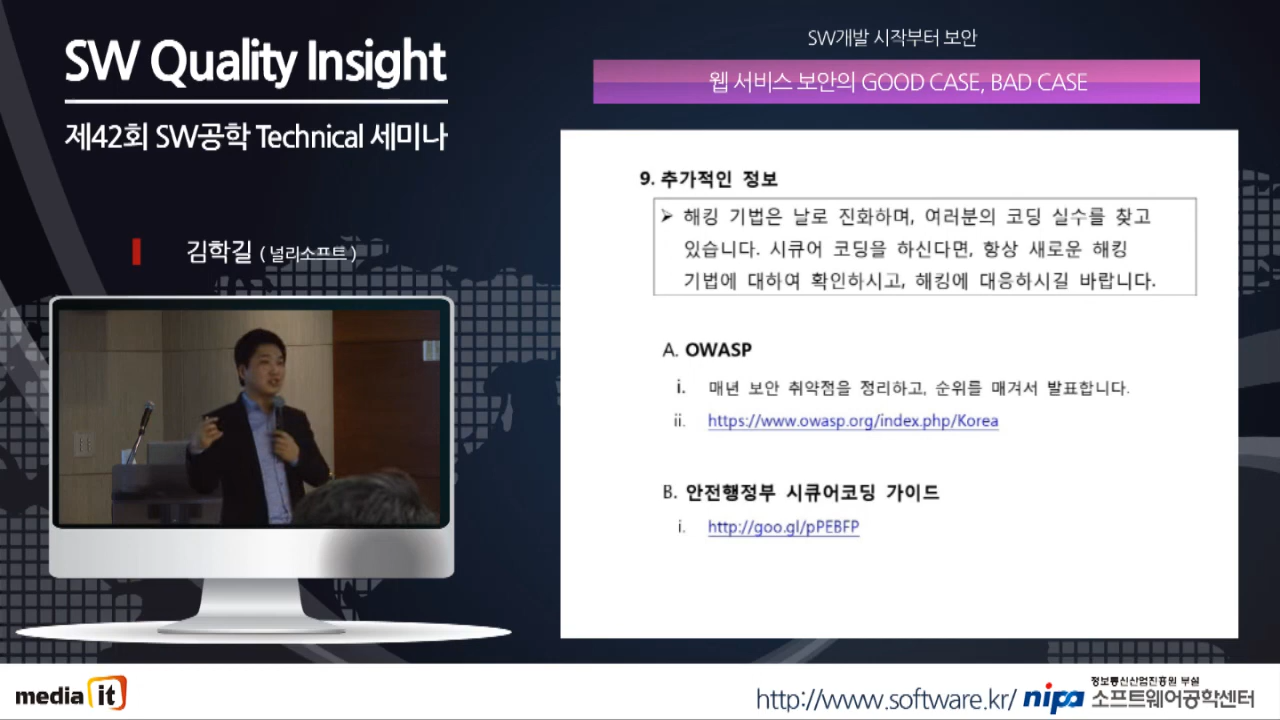 SW Quality Insight
제42회 SW공학 Technical 세미나
김학길 ( 널리소프트 )
SW개발 시작부터 보안
웹 서비스 보안의 GOOD CASE, BAD CASE
9. 추가적인 정보
➤ 해킹 기법은 날로 진화하며, 여러분의 코딩 실수를 찾고
있습니다. 시큐어 코딩을 하신다면, 항상 새로운 해킹
기법에 대하여 확인하시고, 해킹에 대응하시길 바랍니다.
A. OWASP
i. 매년 보안 취약점을 정리하고, 순위를 매겨서 발표합니다.
ii. https://www.owasp.org/index.php/Korea
B. 안전행정부 시큐어코딩 가이드
i. http://goo.gl/pPEBFP
media it
http://www.software.kr/
nipa
정보통신산업진흥원 부설
소프트웨어공학센터